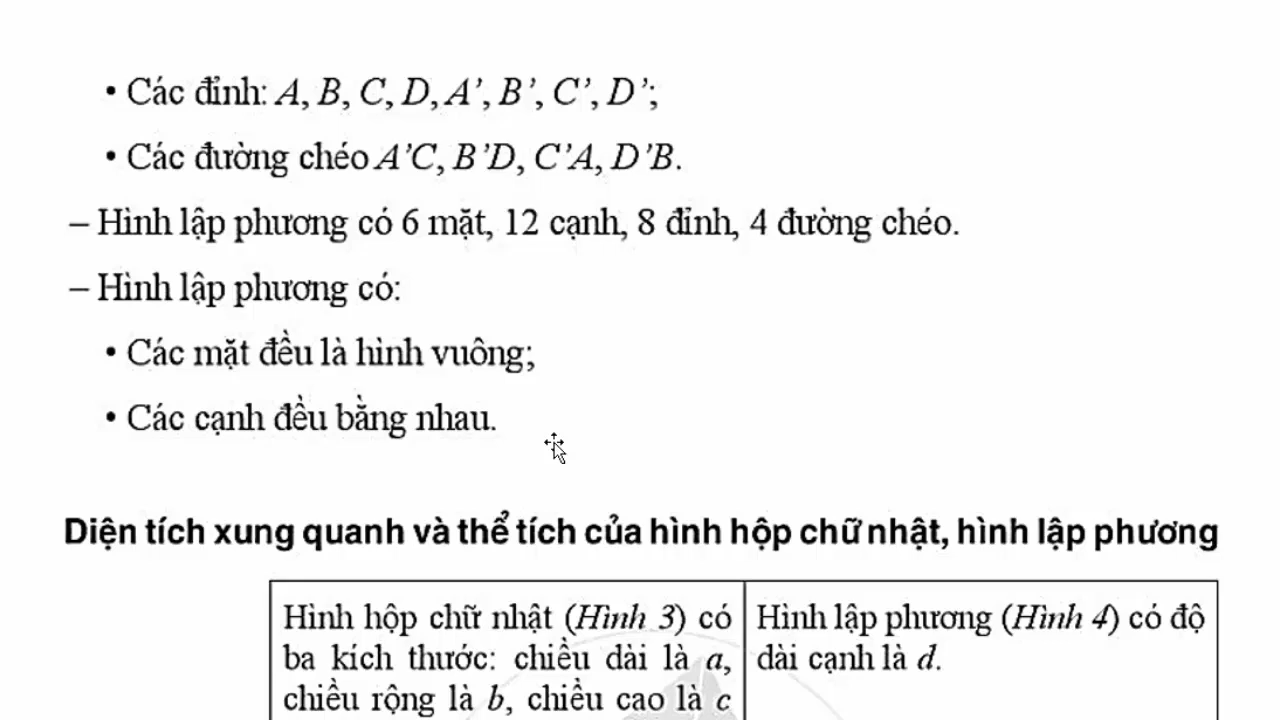 • Các đỉnh: A, B, C, D, A’, B’, C’, D’;
• Các đường chéo A’C, B’D, C’A, D’B.
– Hình lập phương có 6 mặt, 12 cạnh, 8 đỉnh, 4 đường chéo.
– Hình lập phương có:
• Các mặt đều là hình vuông;
• Các cạnh đều bằng nhau.
Diện tích xung quanh và thể tích của hình hộp chữ nhật, hình lập phương
Hình hộp chữ nhật (Hình 3) có
ba kích thước: chiều dài là a,
chiều rộng là b, chiều cao là c
Hình lập phương (Hình 4) có độ
dài cạnh là d.